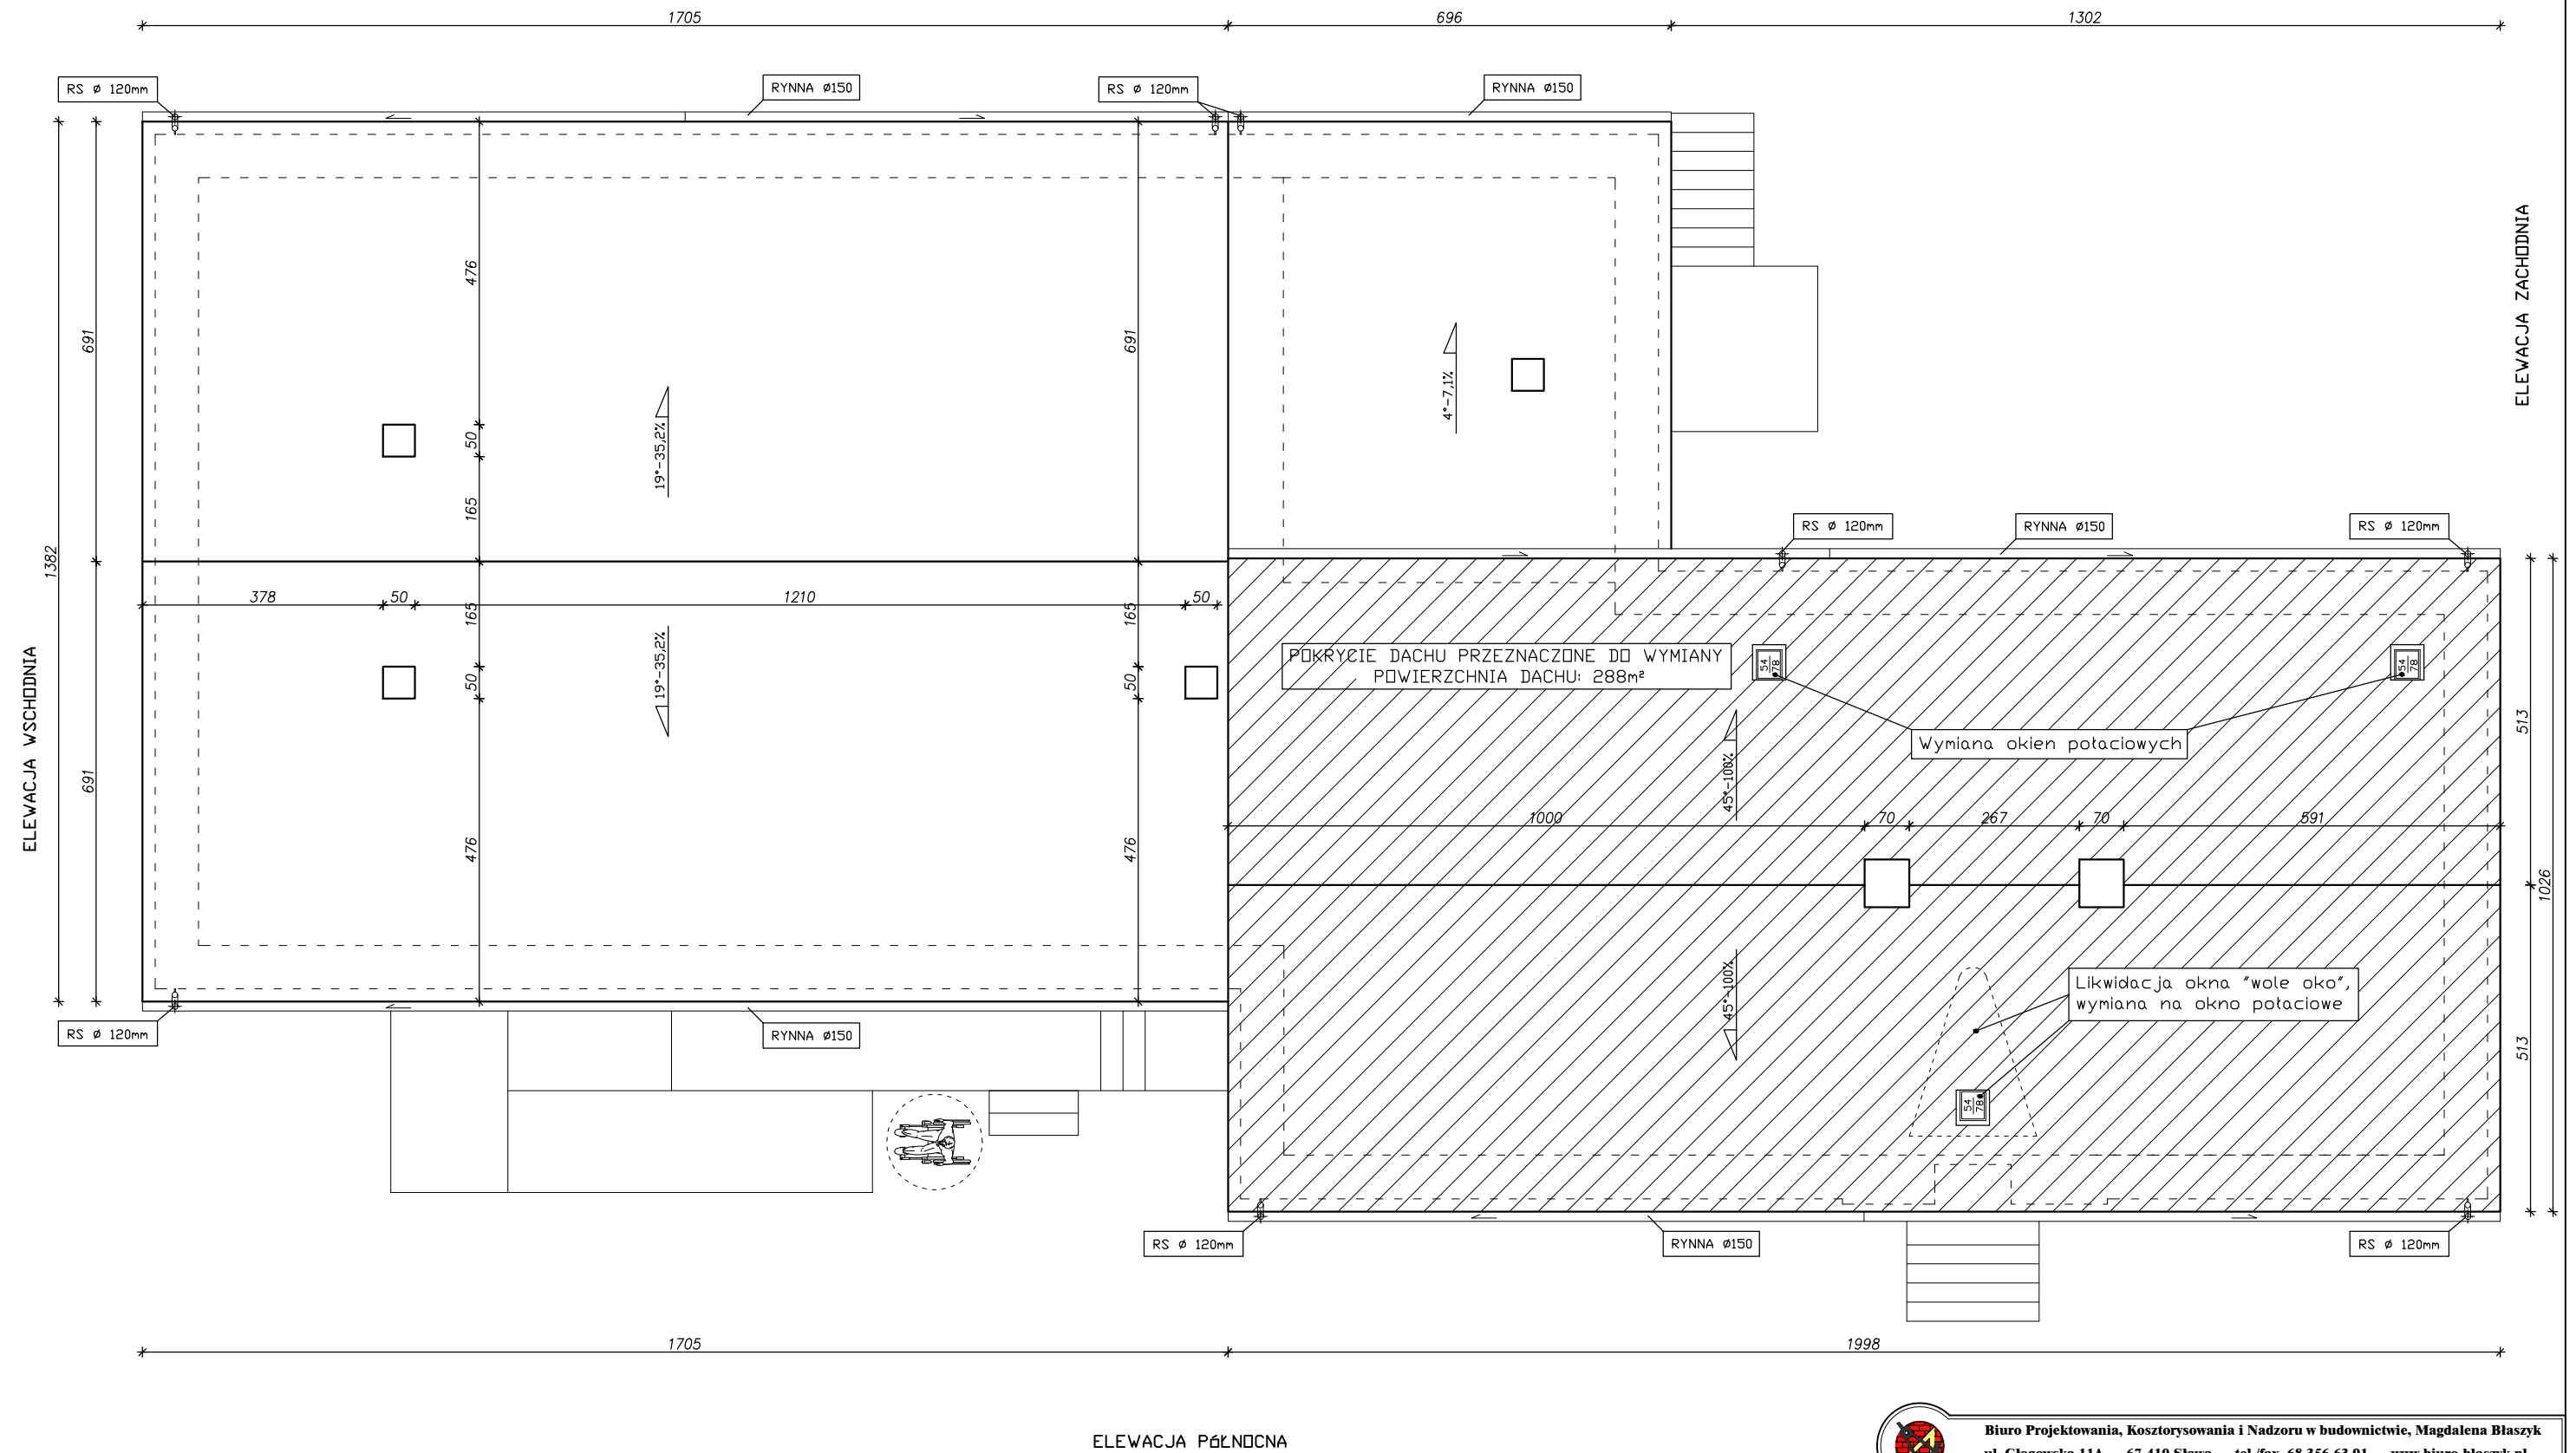 1705
696
1302
RS ø 120mm
RYNNA ø150
RS ø 120mm
RYNNA ø150
ELEWACJA ZACHODNIA
476
691
691
4°-7,1%
50
19°-35,2%
165
1382
RS ø 120mm
RYNNA ø150
RS ø 120mm
378
50
1210
50
165
165
ELEWACJA WSCHODNIA
19°-35,2%
50
50
POKRYCIE DACHU PRZEZNACZONE DO WYMIANY
POWIERZCHNIA DACHU: 288m²
54
78
54
78
Wymiana okien połaciowych
513
45°-100%
691
476
476
1000
70
267
70
591
1026
45°-100%
Likwidacja okna "wole oko",
wymiana na okno połaciowe
513
54
78
RS ø 120mm
RYNNA ø150
RS ø 120mm
RYNNA ø150
RS ø 120mm
1705
1998
ELEWACJA PÓŁNOCNA
Biuro Projektowania, Kosztorysowania i Nadzoru w budownictwie, Magdalena Błaszyk